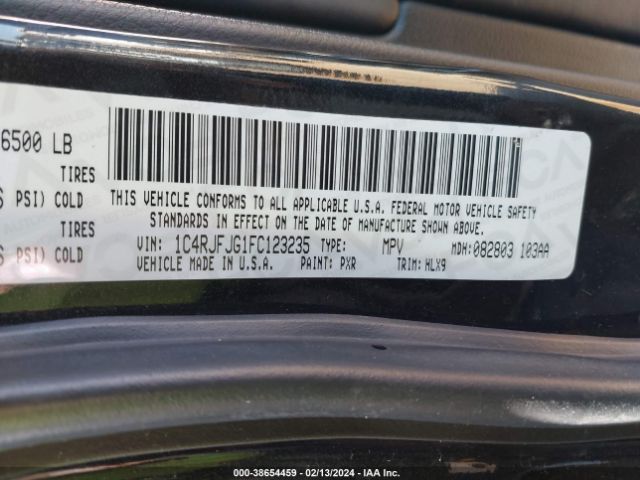 6500 LB
TIRES
PSI) COLD
TIRES
PSI) COLD
THIS VEHICLE CONFORMS TO ALL APPLICABLE U.S.A. FEDERAL MOTOR VEHICLE SAFETY
STANDARDS IN EFFECT ON THE DATE OF MANUFACTURE SHOWN ABOVE.
VIN: 1C4RJFJG1FC123235 TYPE: MPV MDH:082803 103AA
VEHICLE MADE IN U.S.A. PAINT: PXR TRIM: HLX9
000-38654459 - 02/13/2024 - IAA Inc.